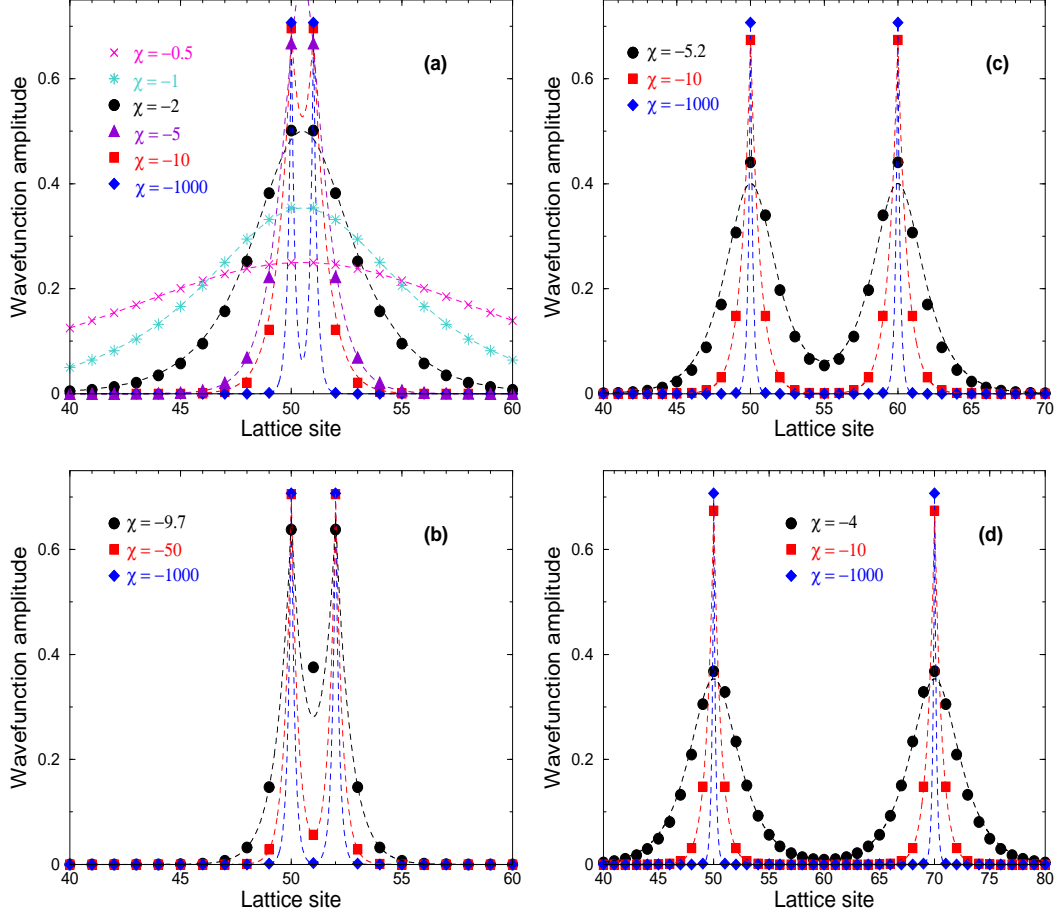 (a)
χ = −0.5
χ = −1
χ = −2
χ = −5
χ = −10
χ = −1000
Wavefunction amplitude
0.6
0.4
0.2
0
40 45 50 55 60
Lattice site
(c)
χ = −5.2
χ = −10
χ = −1000
Wavefunction amplitude
0.6
0.4
0.2
0
40 45 50 55 60 65 70
Lattice site
(b)
χ = −9.7
χ = −50
χ = −1000
Wavefunction amplitude
0.6
0.4
0.2
0
40 45 50 55 60
Lattice site
(d)
χ = −4
χ = −10
χ = −1000
Wavefunction amplitude
0.6
0.4
0.2
0
40 45 50 55 60 65 70 75 80
Lattice site